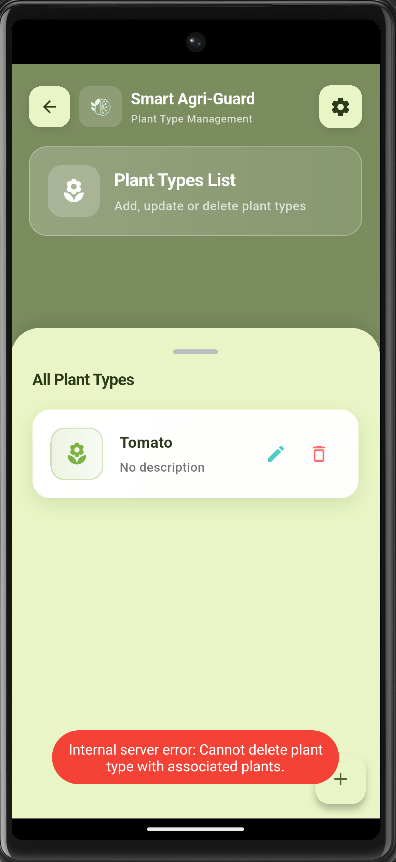 Smart Agri-Guard
Plant Type Management
Plant Types List
Add, update or delete plant types
All Plant Types
Tomato
No description
Internal server error: Cannot delete plant
type with associated plants.